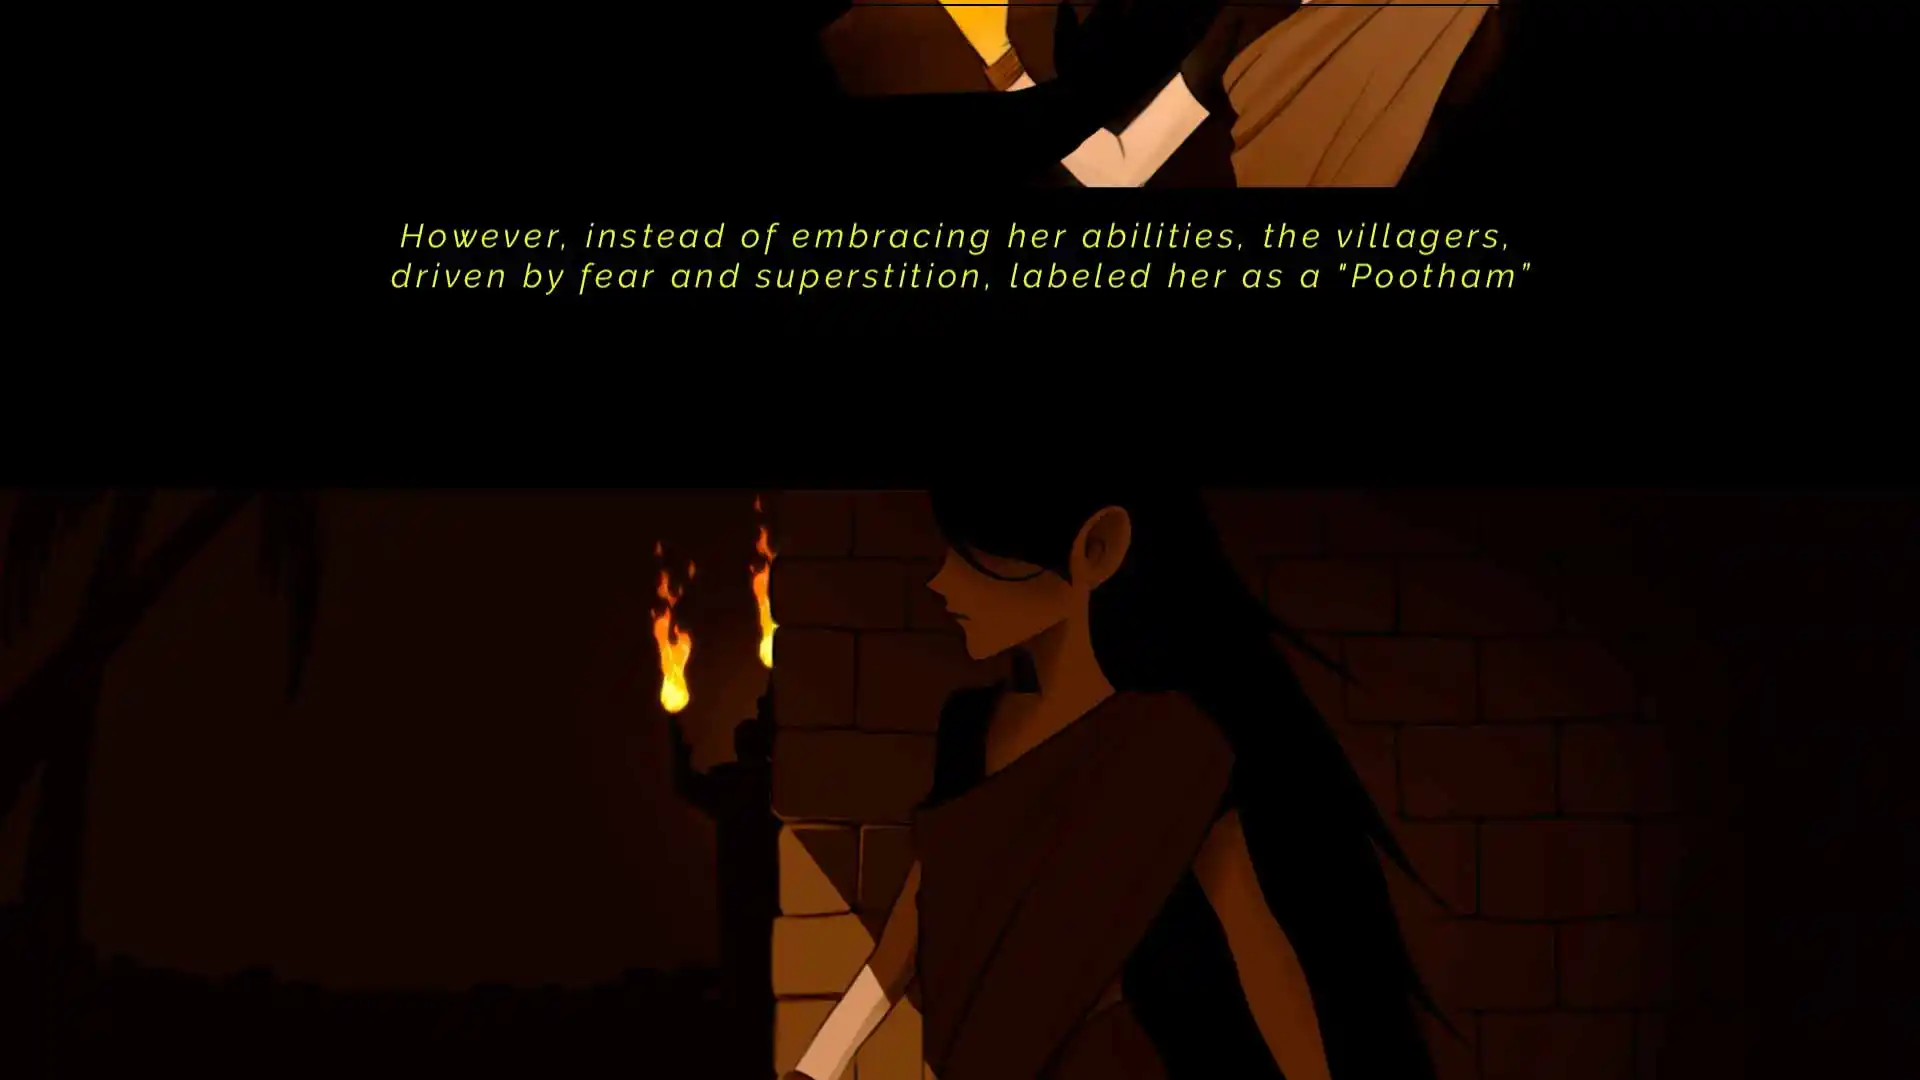 However, instead of embracing her abilities, the villagers,
driven by fear and superstition, labeled her as a "Pootham"